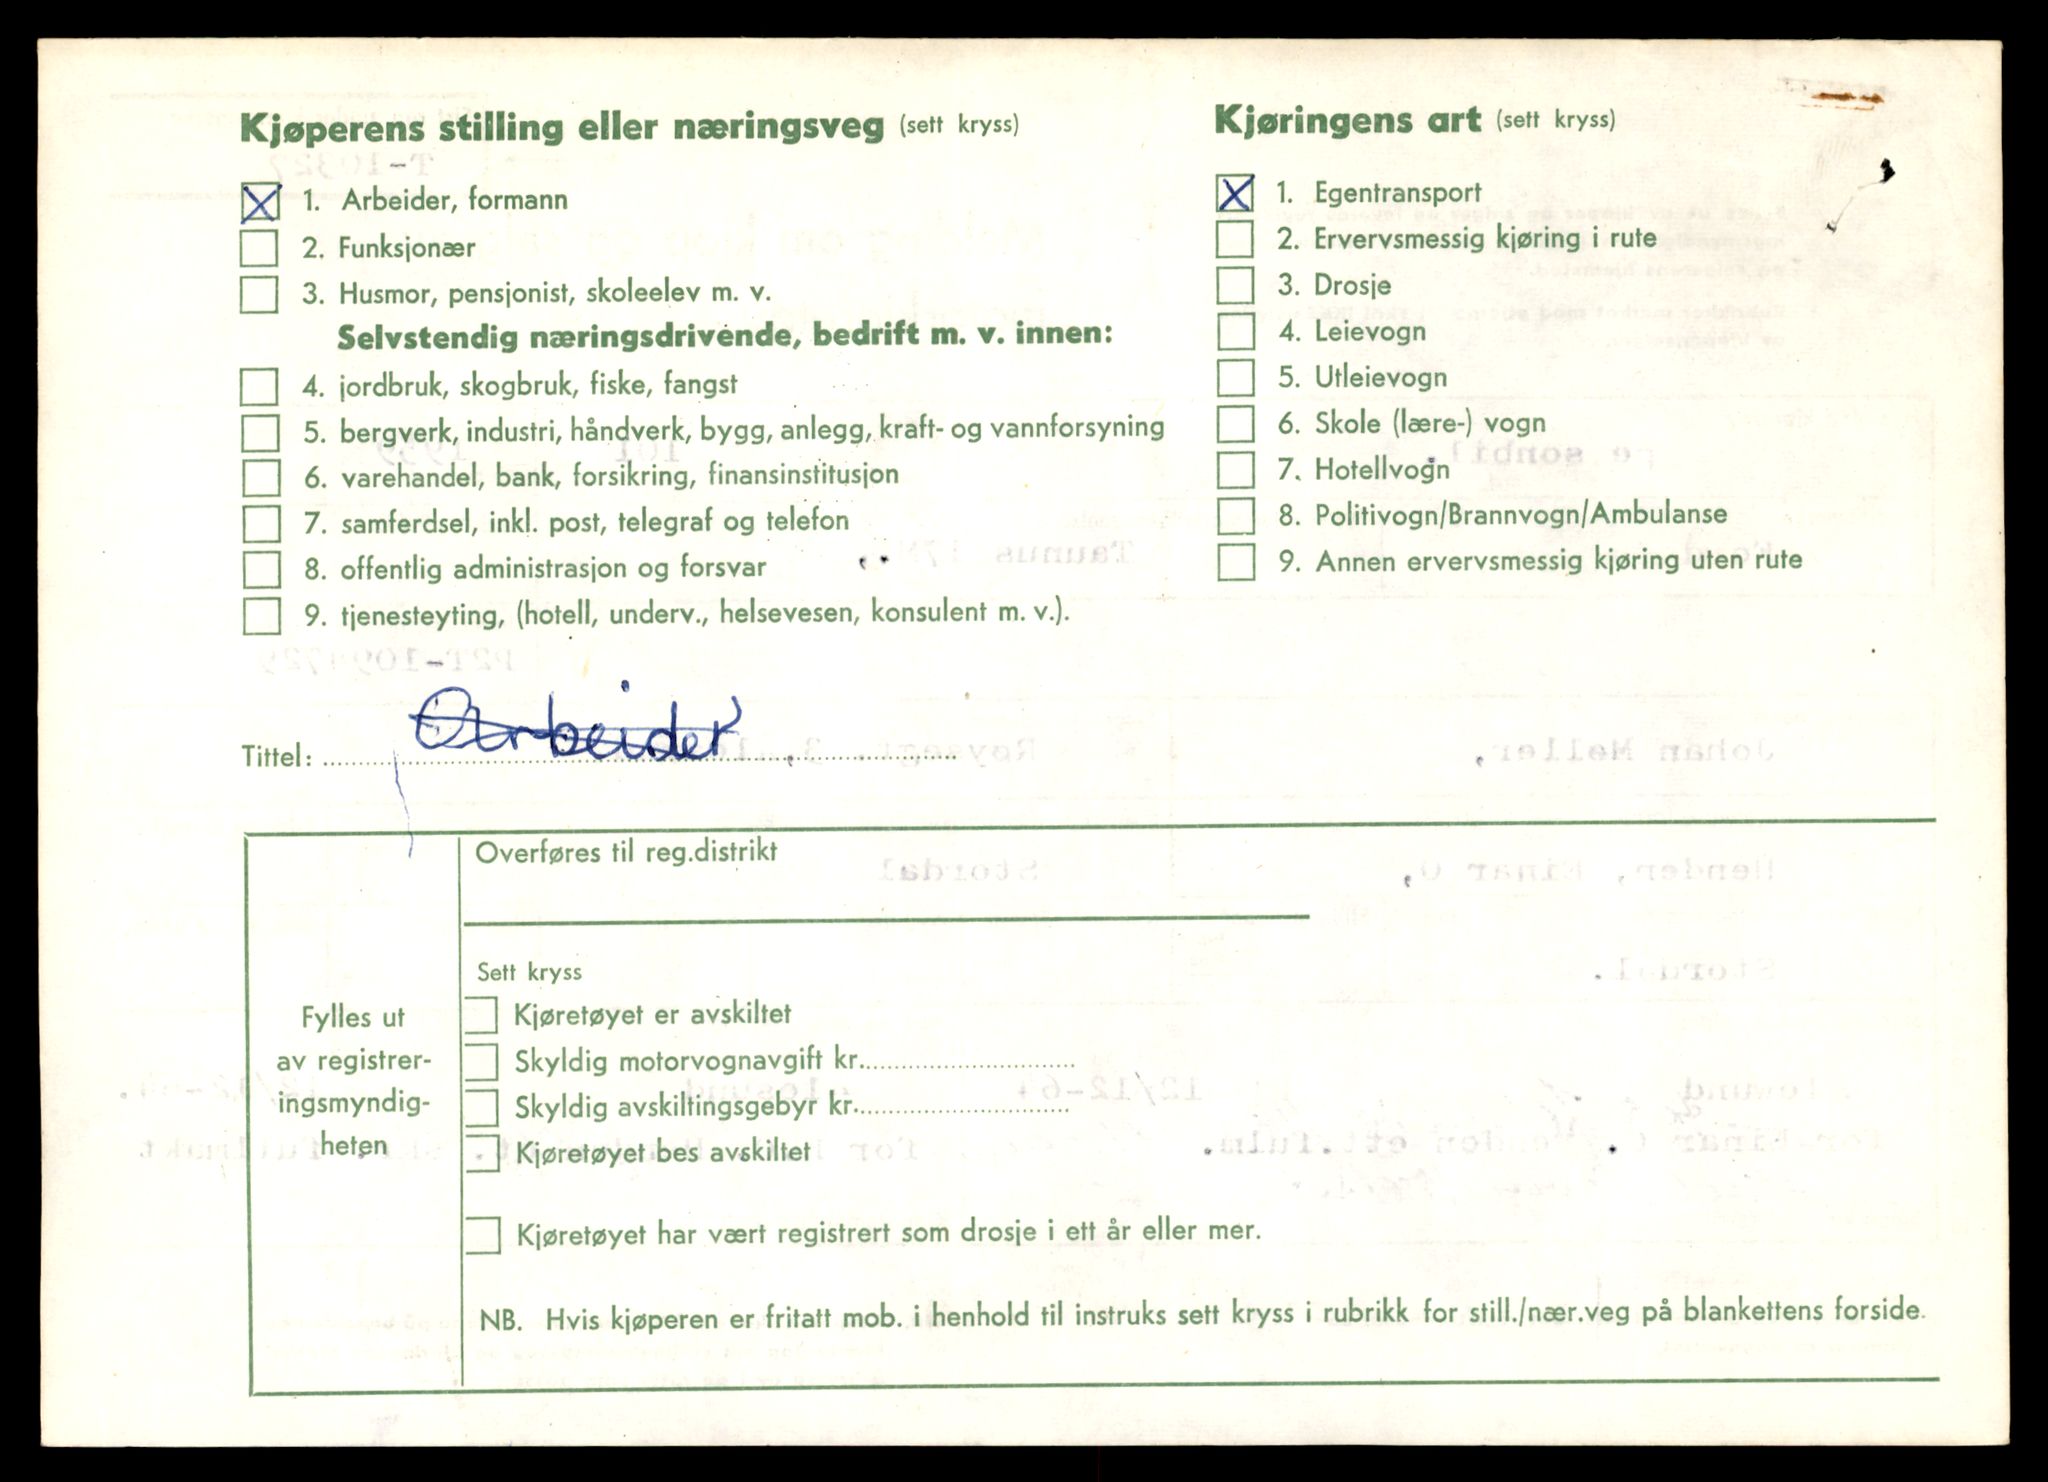 Kjøperens stilling eller næringsveg (sett kryss)
X 1. Arbeider, formann
2. Funksjonær
3. Husmor, pensjonist, skoleelev m. v.
Selvstendig næringsdrivende, bedrift m. v. innen:
4. jordbruk, skogbruk, fiske, fangst
5. bergverk, industri, håndverk, bygg, anlegg, kraft- og vannforsyning
6. varehandel, bank, forsikring, finansinstitusjon
7. samferdsel, inkl. post, telegraf og telefon
8. offentlig administrasjon og forsvar
9. tjenesteyting, (hotell, underv., helsevesen, konsulent m. v.).
Kjøringens art (sett kryss)
X 1. Egentransport
2. Ervervsmessig kjøring i rute
3. Drosje
4. Leievogn
5. Utleievogn
6. Skole (lære-) vogn
7. Hotellvogn
8. Politivogn/Brannvogn/Ambulanse
9. Annen ervervsmessig kjøring uten rute
Tittel: Arbeider
Fylles ut
av registrer-
ingsmyndig-
heten
Overføres til reg.distrikt
Sett kryss
Kjøretøyet er avskiltet
Skyldig motorvognavgift kr.
Skyldig avskiltingsgebyr kr.
Kjøretøyet bes avskiltet
Kjøretøyet har vært registrert som drosje i ett år eller mer.
NB. Hvis kjøperen er fritatt mob. i henhold til instruks sett kryss i rubrikk for still./nær.veg på blankettens forside.